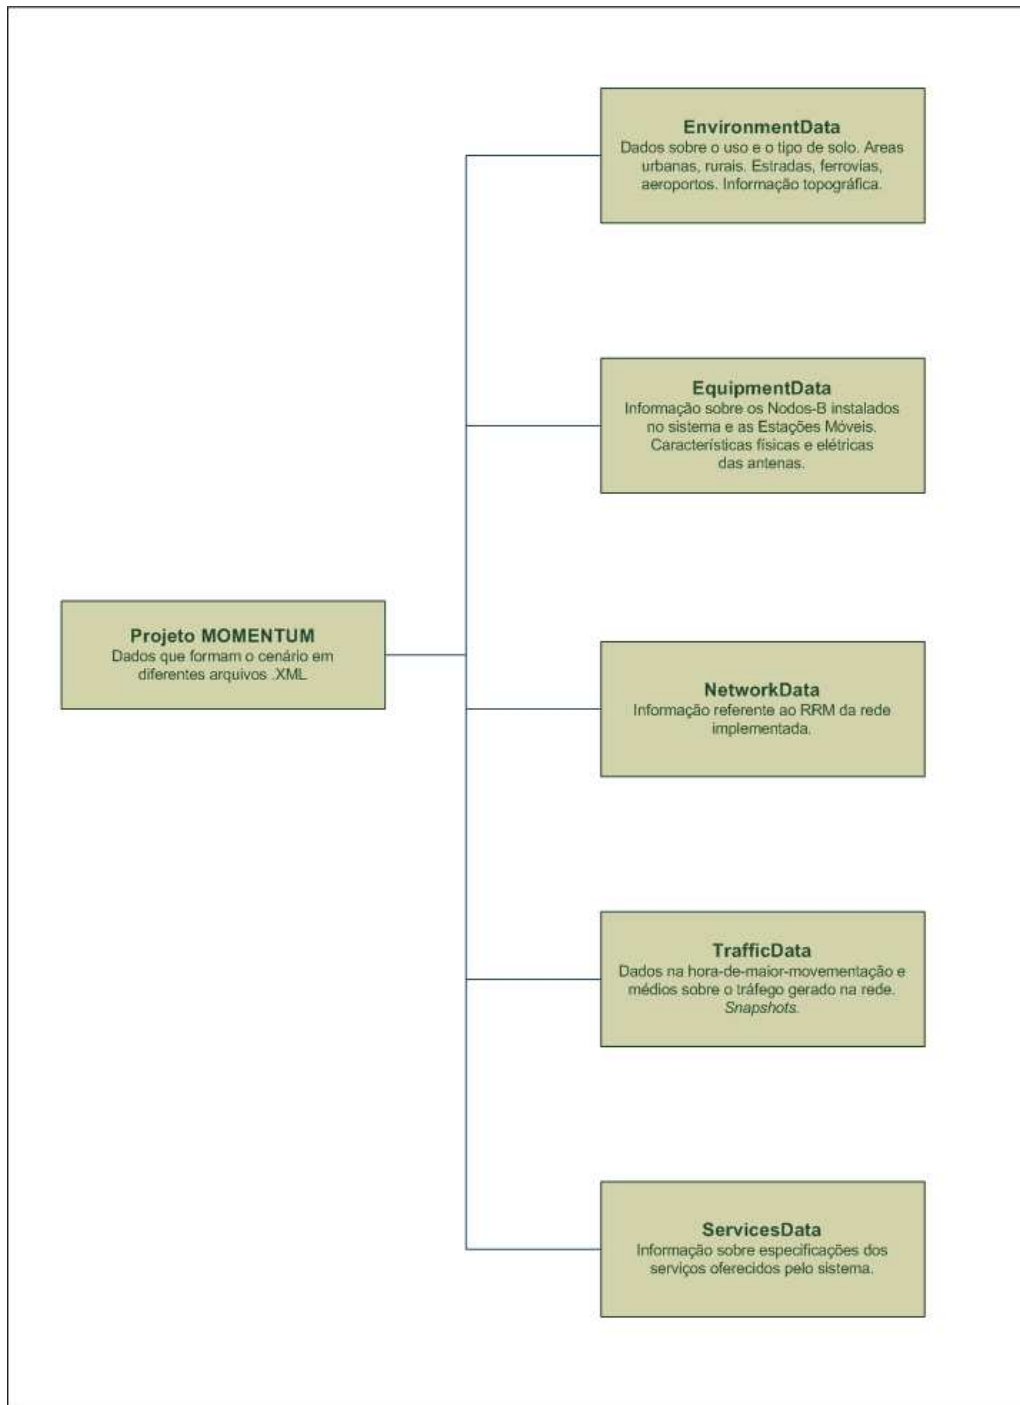 EnvironmentData
Dados sobre o uso e o tipo de solo. Areas
urbanas, rurais. Estradas, ferrovias,
aeroportos. Informação topográfica.
EquipmentData
Informação sobre os Nodos-B instalados
no sistema e as Estações Móveis.
Característifcas físicas e elétricas
das antenas.
Projeto MOMENTUM
Dados que formam o cenário em
diferentes arquivos .XML
NetworkData
Informação referente ao RRM da rede
implementada.
TrafficData
Dados na hora-de-maior-movementação e
médios sobre o tráfego gerado na rede.
Snapshots.
ServicesData
Informação sobre especificações dos
serviços oferecidos pelo sistema.